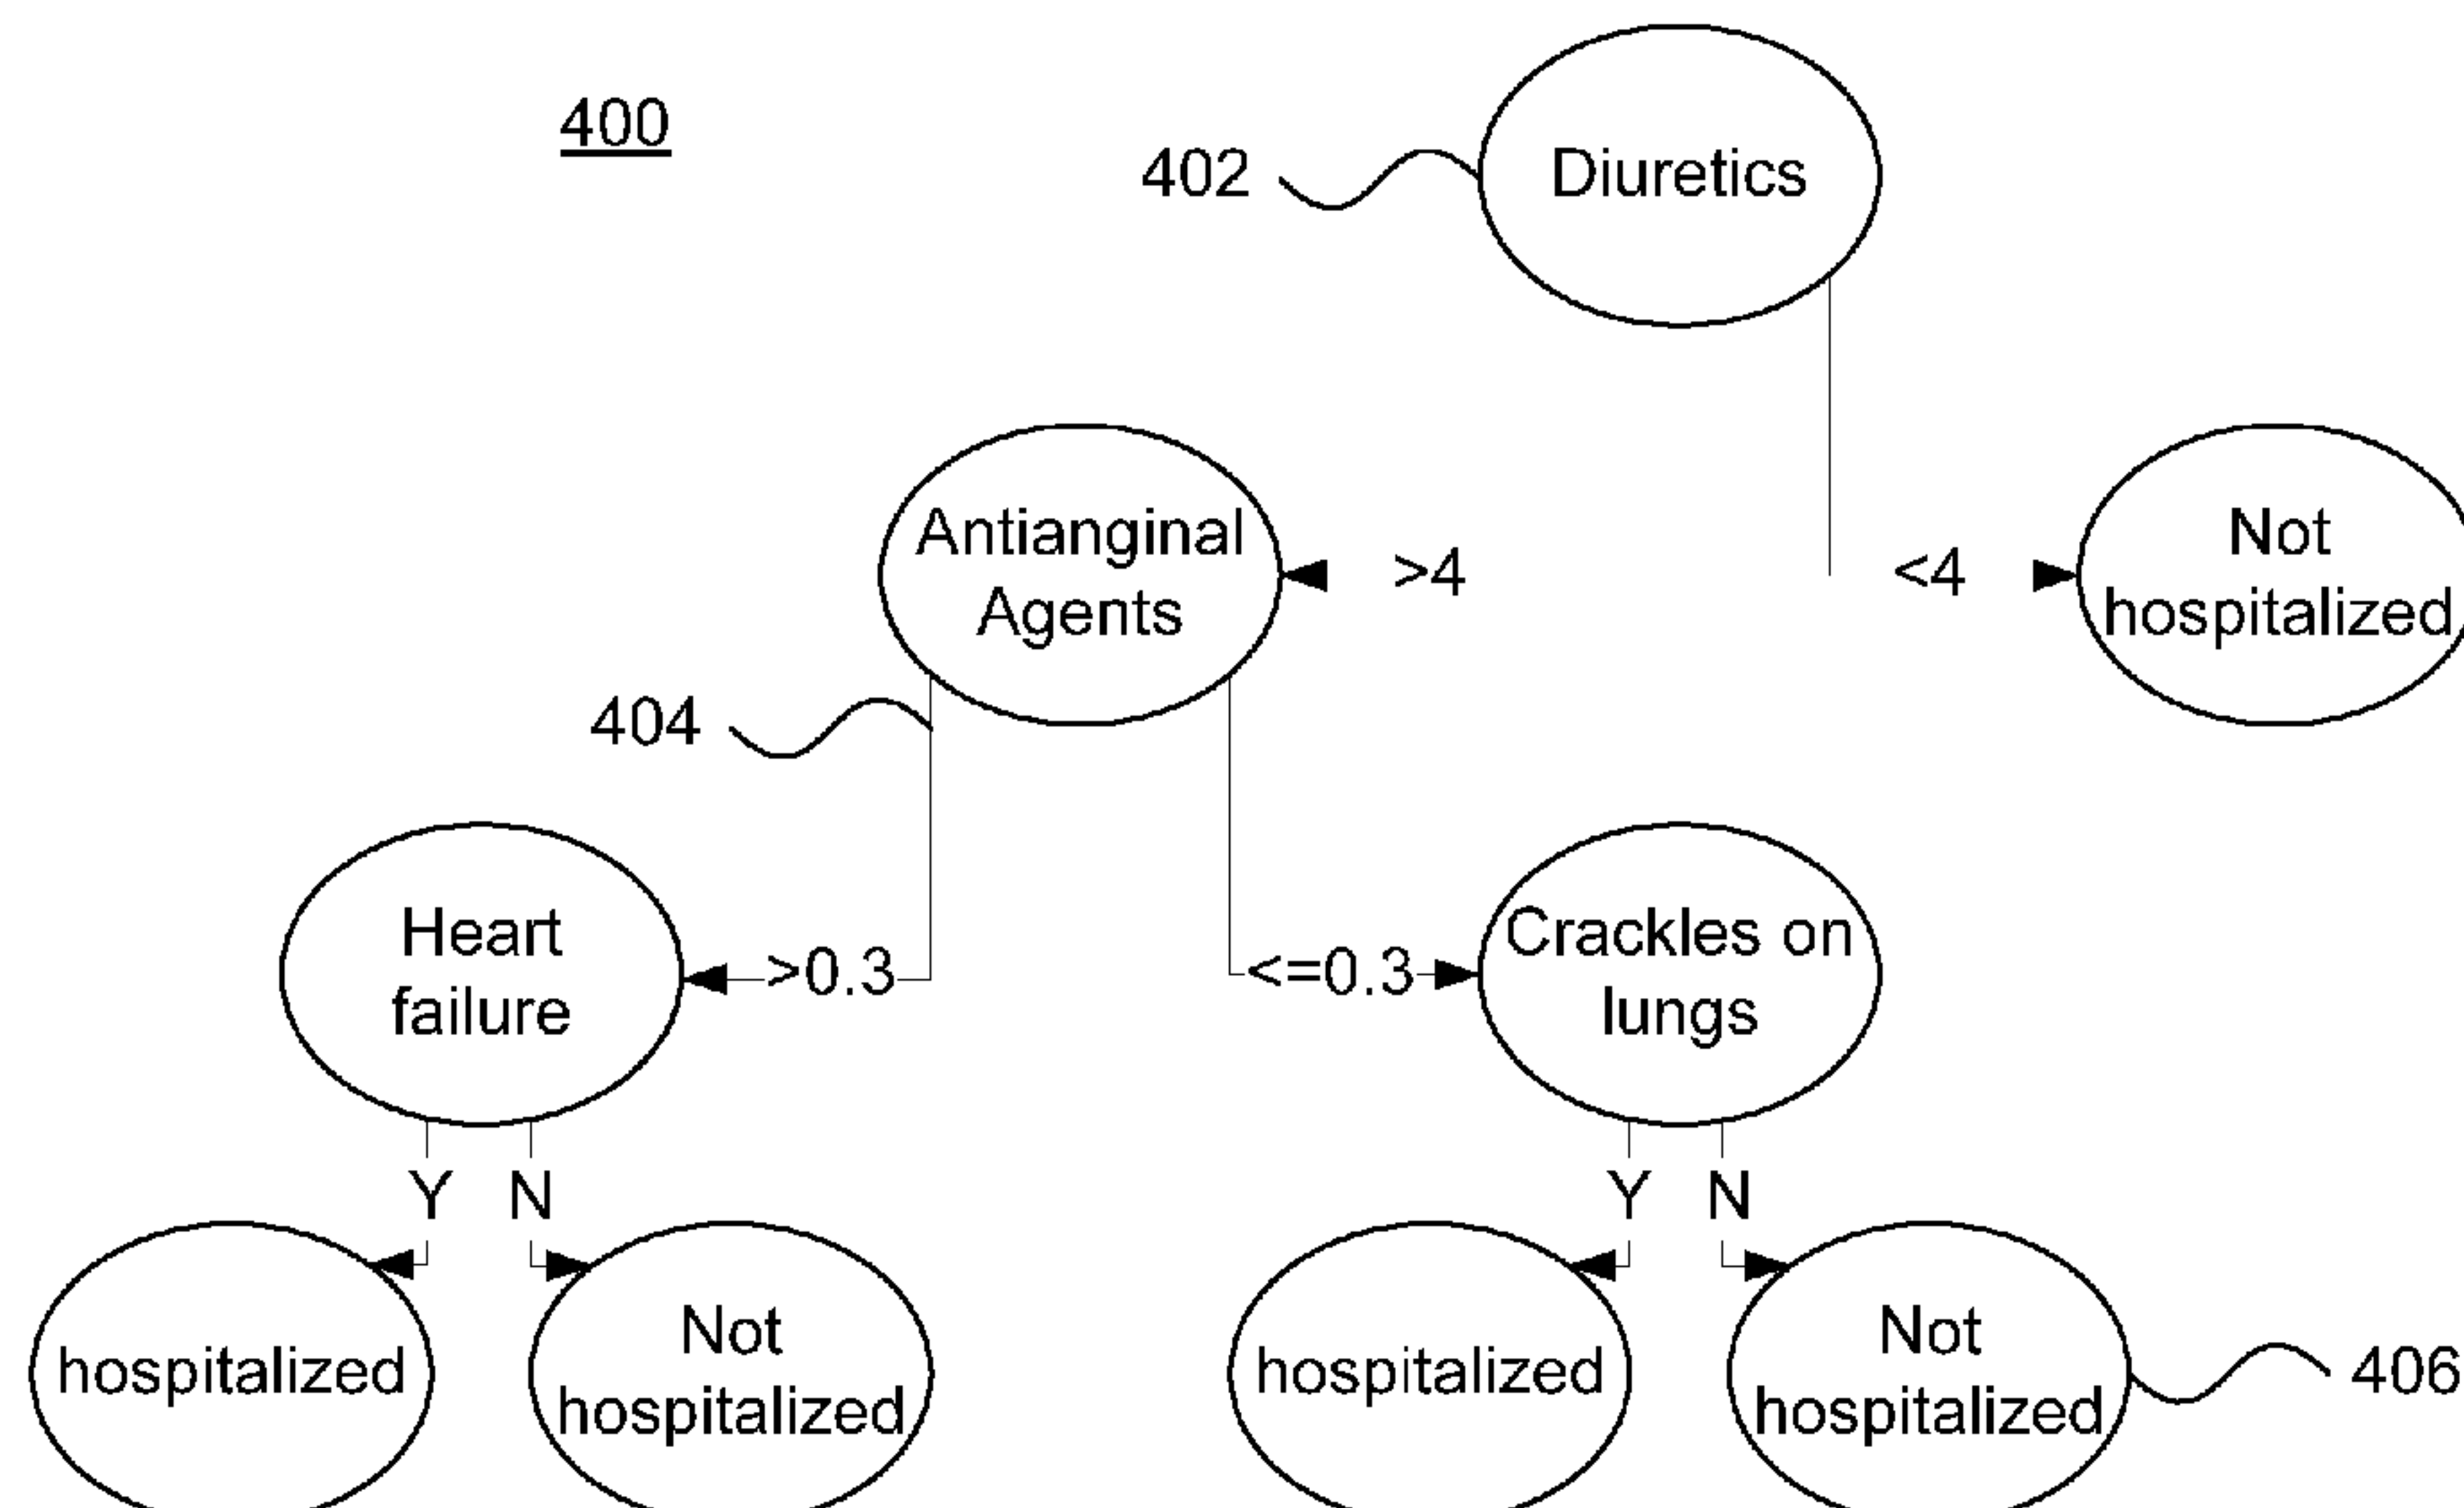 400
402
Diuretics
Antianginal
Agents
>4
<4
Not
hospitalized
404
Heart
failure
>0.3
<=0.3
Crackles on
lungs
Y
N
Y
N
hospitalized
Not
hospitalized
hospitalized
Not
hospitalized
406